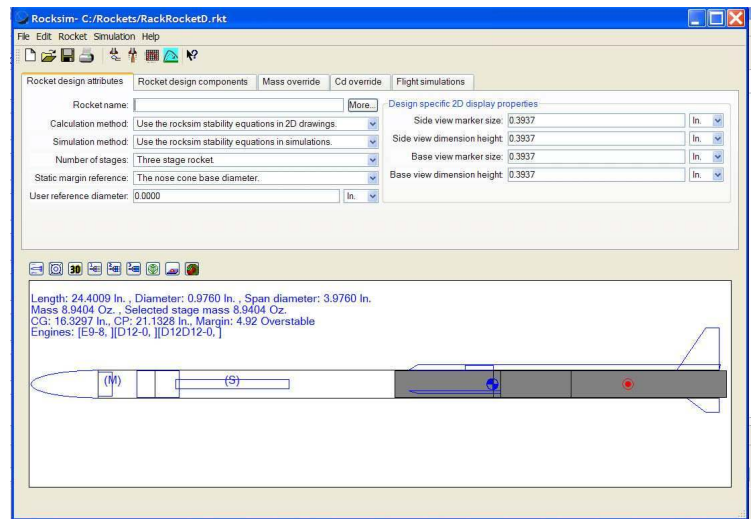 Rocksim- C:/Rockets/RackRocketD.rkt
File Edit Rocket Simulation Help
Rocket design attributes Rocket design components Mass override Cd override Flight simulations
Rocket name: More...
Calculation method: Use the rocksim stability equations in 2D drawings.
Simulation method: Use the rocksim stability equations in simulations.
Number of stages: Three stage rocket.
Static margin reference: The nose cone base diameter.
User reference diameter: 0.0000 In.
Design specific 2D display properties
Side view marker size: 0.3937 In.
Side view dimension height: 0.3937 In.
Base view marker size: 0.3937 In.
Base view dimension height: 0.3937 In.
3D
Length: 24.4009 In. , Diameter: 0.9760 In. , Span diameter: 3.9760 In.
Mass 8.9404 Oz. , Selected stage mass 8.9404 Oz.
CG: 16.3297 In., CP: 21.1328 In., Margin: 4.92 Overstable
Engines: [E9-8, ][D12-0, ][D12D12-0, ]
(M) (S)